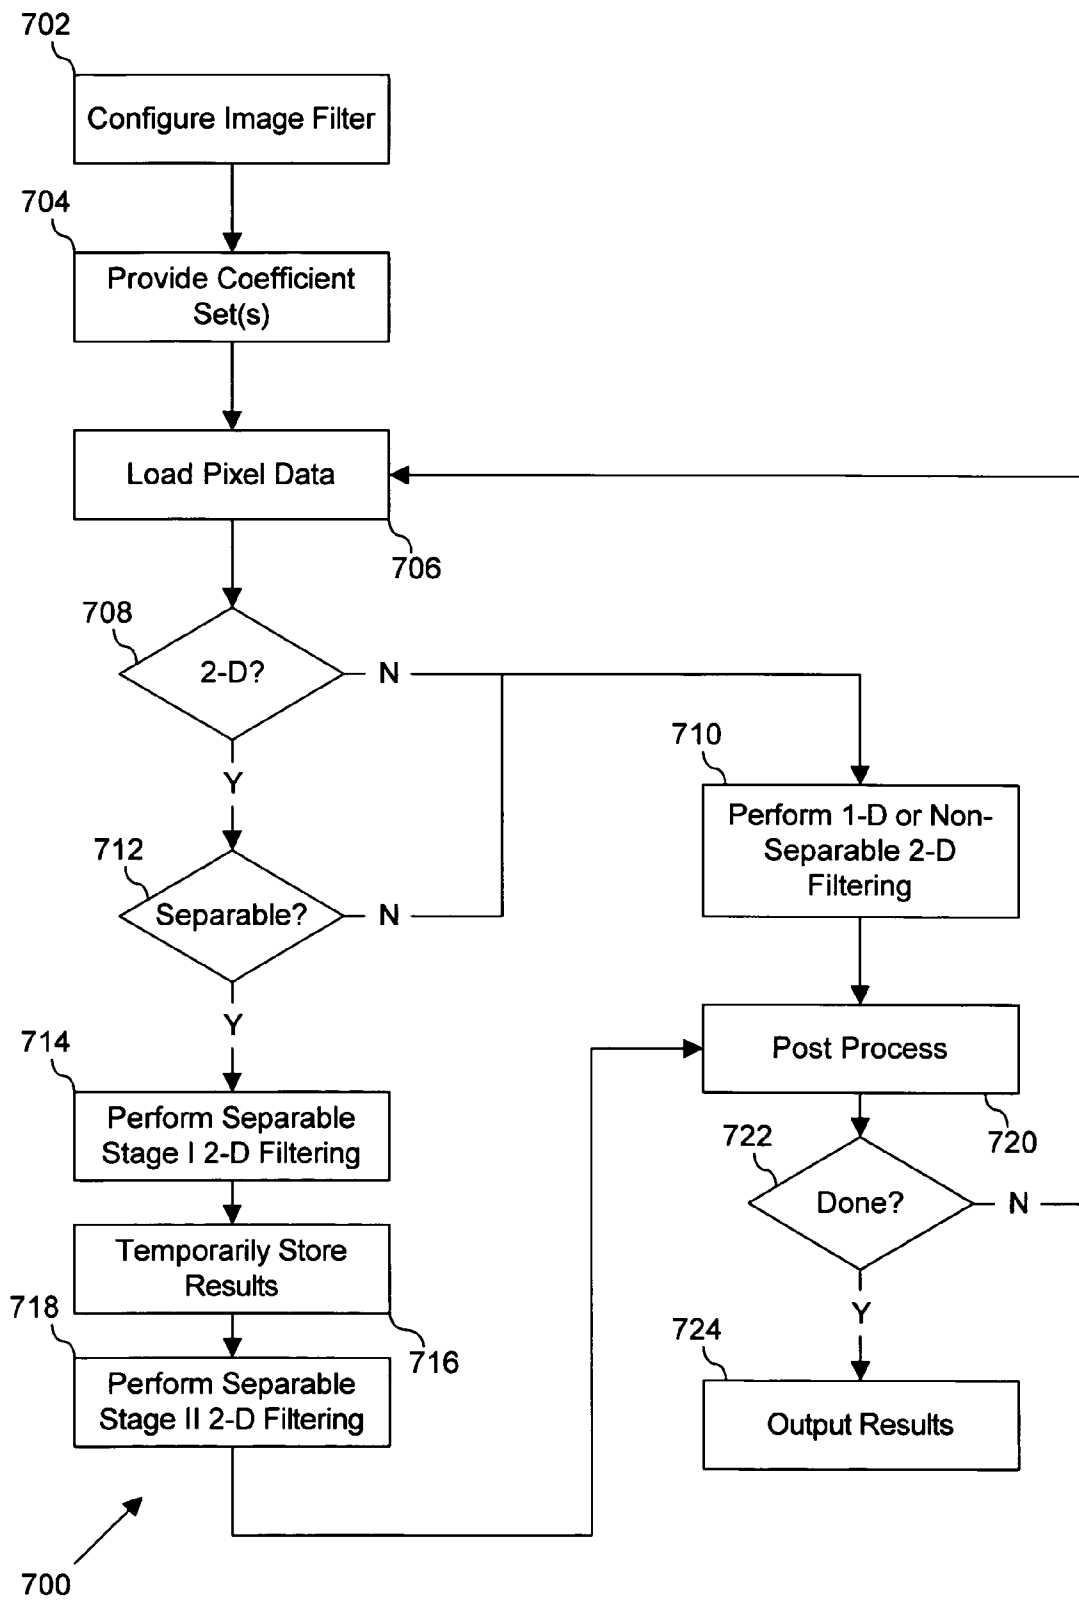 702
Configure Image Filter
704
Provide Coefficient
Set(s)
Load Pixel Data
706
708
2-D?
N
Y
710
Perform 1-D or Non-
Separable 2-D
Filtering
712
Separable?
N
Y
714
Perform Separable
Stage I 2-D Filtering
Post Process
720
722
Done?
N
Y
Temporarily Store
Results
716
718
Perform Separable
Stage II 2-D Filtering
724
Output Results
700